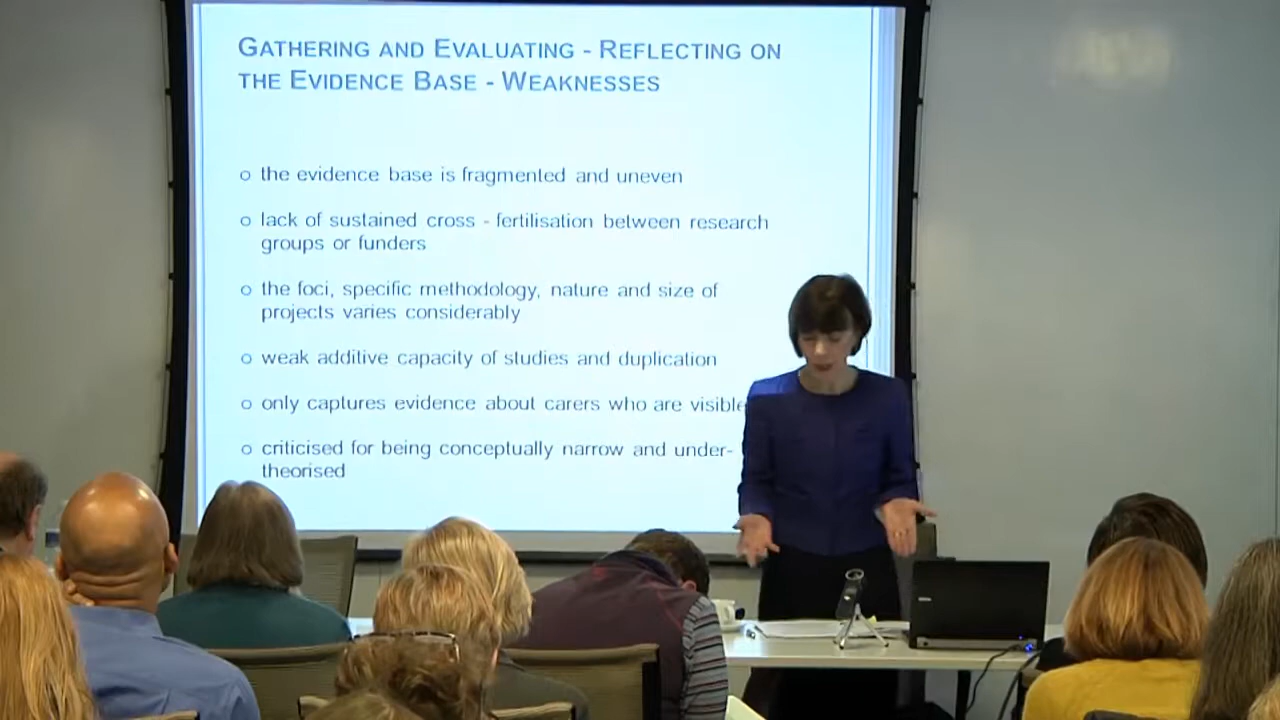 GATHERING AND EVALUATING - REFLECTING ON
THE EVIDENCE BASE - WEAKNESSES
the evidence base is fragmented and uneven
lack of sustained cross - fertilisation between research
groups or funders
the foci, specific methodology, nature and size of
projects varies considerably
weak additive capacity of studies and duplication
only captures evidence about carers who are visible
criticised for being conceptually narrow and under-
theorised